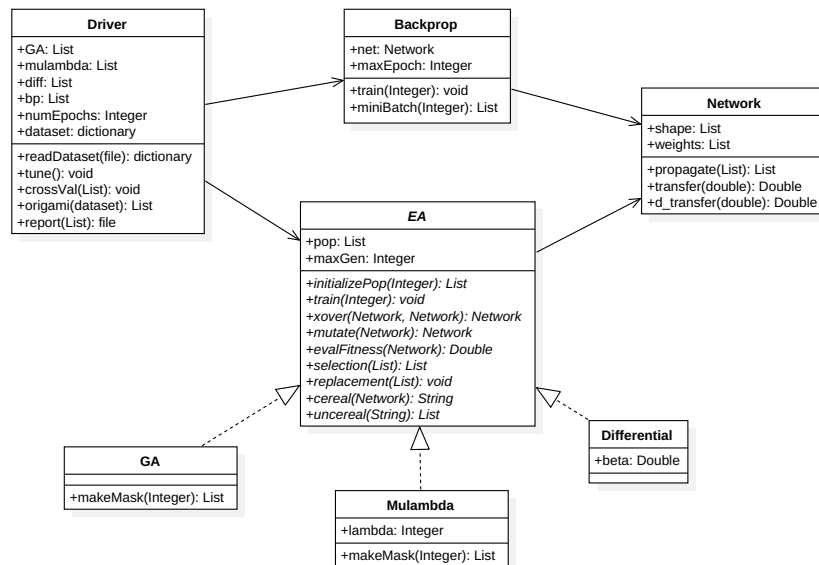 Driver
+GA: List
+mulambda: List
+diff: List
+bp: List
+numEpochs: Integer
+dataset: dictionary
+readDataset(file): dictionary
+tune(): void
+crossVal(List): void
+origami(dataset): List
+report(List): file
Backprop
+net: Network
+maxEpoch: Integer
+train(Integer): void
+miniBatch(Integer): List
Network
+shape: List
+weights: List
+propagate(List): List
+transfer(double): Double
+d_transfer(double): Double
EA
+pop: List
+maxGen: Integer
+initializePop(Integer): List
+train(Integer): void
+xover(Network, Network): Network
+mutate(Network): Network
+evalFitness(Network): Double
+selection(List): List
+replacement(List): void
+cereal(Network): String
+uncereal(String): List
GA
+makeMask(Integer): List
Mulambda
+lambda: Integer
+makeMask(Integer): List
Differential
+beta: Double